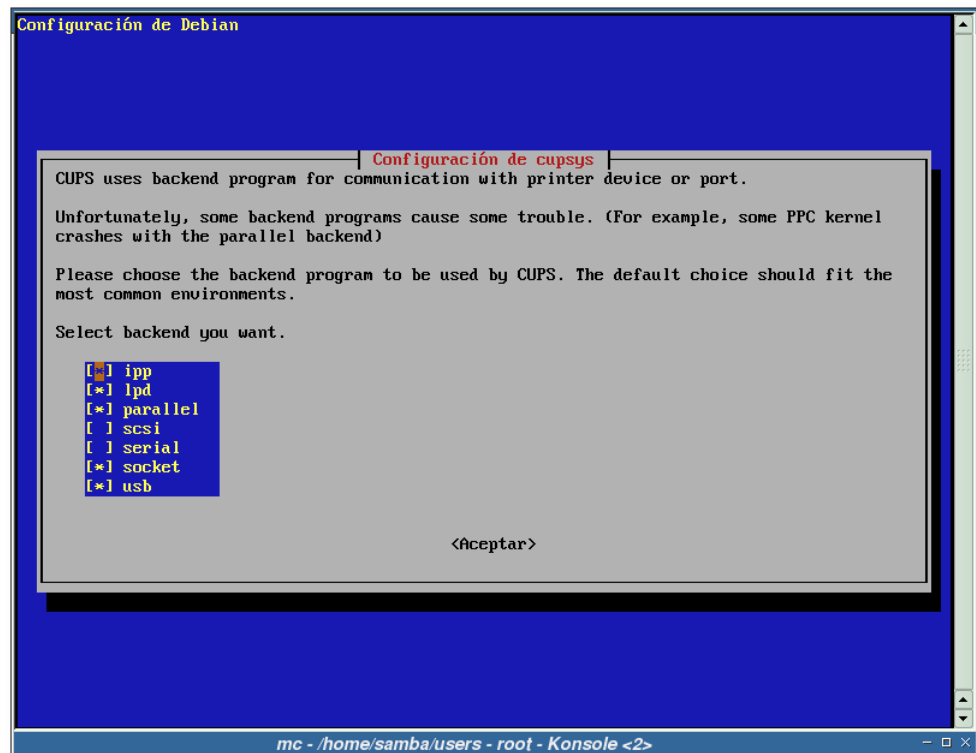 Configuración de Debian
Configuración de cupsys
CUPS uses backend program for communication with printer device or port.
Unfortunately, some backend programs cause some trouble. (For example, some PPC kernel
crashes with the parallel backend)
Please choose the backend program to be used by CUPS. The default choice should fit the
most common environments.
Select backend you want.
[*] ipp
[*] lpd
[*] parallel
[ ] scsi
[ ] serial
[*] socket
[*] usb
<Aceptar>
mc - /home/samba/users - root - Konsole <2>